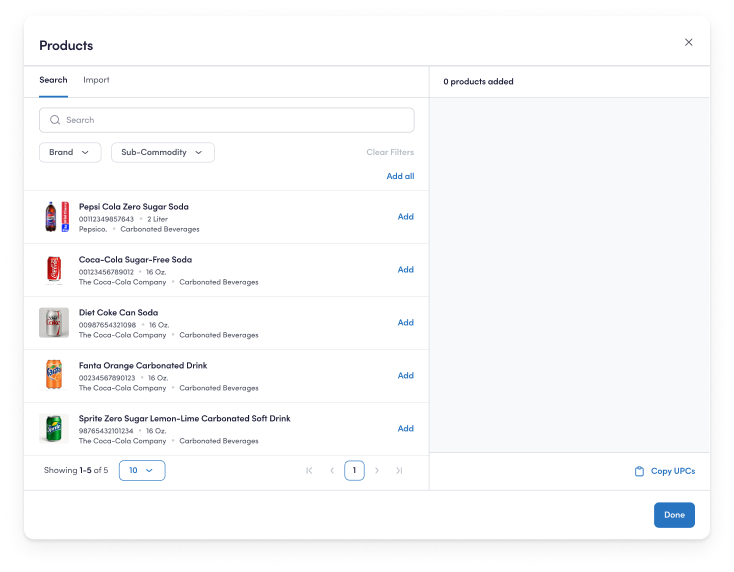 Products
Search Import
0 products added
Search
Brand Sub-Commodity Clear Filters
Add all
Pepsi Cola Zero Sugar Soda
00112349857643 • 2 Liter
Pepsico. • Carbonated Beverages
Add
Coca-Cola Sugar-Free Soda
00123456789012 • 16 Oz.
The Coca-Cola Company • Carbonated Beverages
Add
Diet Coke Can Soda
00987654321098 • 16 Oz.
The Coca-Cola Company • Carbonated Beverages
Add
Fanta Orange Carbonated Drink
00234567890123 • 16 Oz.
The Coca-Cola Company • Carbonated Beverages
Add
Sprite Zero Sugar Lemon-Lime Carbonated Soft Drink
98765432101234 • 16 Oz.
The Coca-Cola Company • Carbonated Beverages
Add
Showing 1-5 of 5 10 1
Copy UPCs
Done